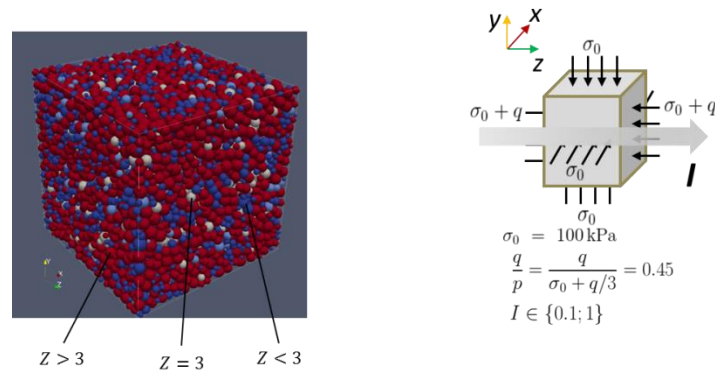 Z > 3
Z = 3
Z < 3
y
x
z
σ₀
σ₀ + q
σ₀ + q
σ₀
I
σ₀
σ₀ = 100 kPa
q/p = q/(σ₀ + q/3) = 0.45
I ∈ {0.1; 1}